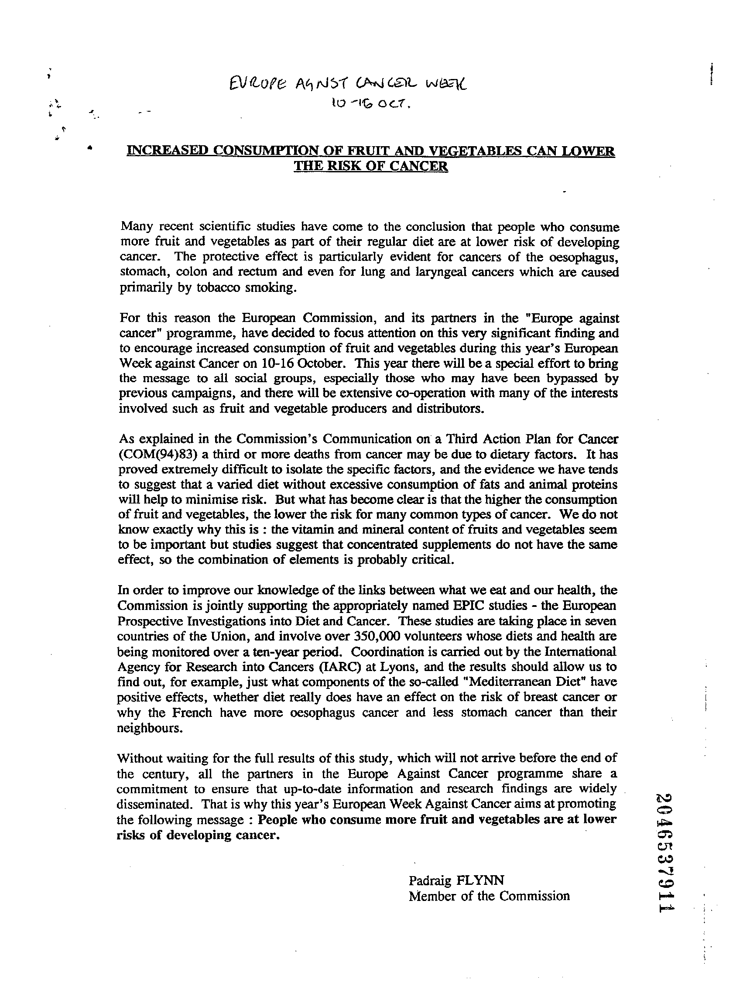 EUROPE AGNST CANCER WEEK
10-16 OCT.
INCREASED CONSUMPTION OF FRUIT AND VEGETABLES CAN LOWER
THE RISK OF CANCER
Many recent scientific studies have come to the conclusion that people who consume
more fruit and vegetables as part of their regular diet are at lower risk of developing
cancer. The protective effect is particularly evident for cancers of the oesophagus,
stomach, colon and rectum and even for lung and laryngeal cancers which are caused
primarily by tobacco smoking.
For this reason the European Commission, and its partners in the "Europe against
cancer" programme, have decided to focus attention on this very significant finding and
to encourage increased consumption of fruit and vegetables during this year's European
Week against Cancer on 10-16 October. This year there will be a special effort to bring
the message to all social groups, especially those who may have been bypassed by
previous campaigns, and there will be extensive co-operation with many of the interests
involved such as fruit and vegetable producers and distributors.
As explained in the Commission's Communication on a Third Action Plan for Cancer
(COM(94)83) a third or more deaths from cancer may be due to dietary factors. It has
proved extremely difficult to isolate the specific factors, and the evidence we have tends
to suggest that a varied diet without excessive consumption of fats and animal proteins
will help to minimise risk. But what has become clear is that the higher the consumption
of fruit and vegetables, the lower the risk for many common types of cancer. We do not
know exactly why this is : the vitamin and mineral content of fruits and vegetables seem
to be important but studies suggest that concentrated supplements do not have the same
effect, so the combination of elements is probably critical.
In order to improve our knowledge of the links between what we eat and our health, the
Commission is jointly supporting the appropriately named EPIC studies - the European
Prospective Investigations into Diet and Cancer. These studies are taking place in seven
countries of the Union, and involve over 350,000 volunteers whose diets and health are
being monitored over a ten-year period. Coordination is carried out by the International
Agency for Research into Cancers (IARC) at Lyons, and the results should allow us to
find out, for example, just what components of the so-called "Mediterranean Diet" have
positive effects, whether diet really does have an effect on the risk of breast cancer or
why the French have more oesophagus cancer and less stomach cancer than their
neighbours.
Without waiting for the full results of this study, which will not arrive before the end of
the century, all the partners in the Europe Against Cancer programme share a
commitment to ensure that up-to-date information and research findings are widely
disseminated. That is why this year's European Week Against Cancer aims at promoting
the following message : People who consume more fruit and vegetables are at lower
risks of developing cancer.
Padraig FLYNN
Member of the Commission
2046537911